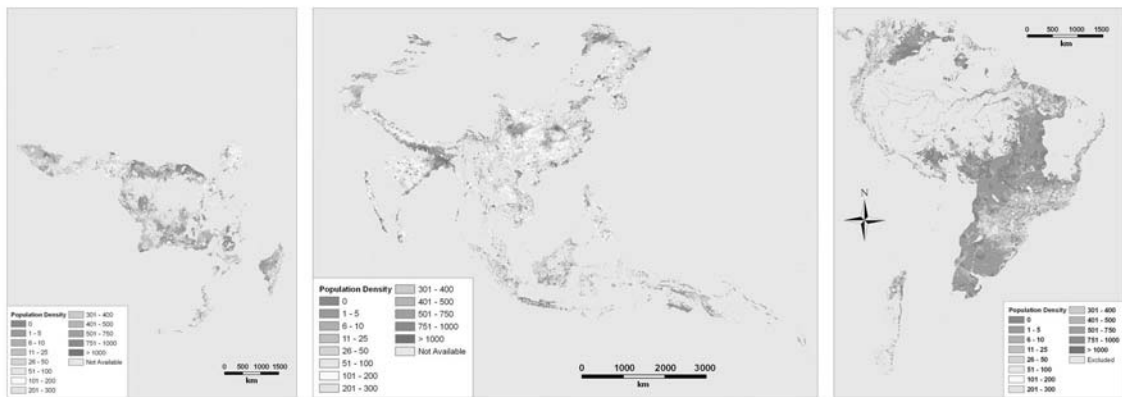 Population Density
0
1 - 5
6 - 10
11 - 25
26 - 50
51 - 100
101 - 200
201 - 300
301 - 400
401 - 500
501 - 750
751 - 1000
> 1000
Not Available
0 500 1000 1500
km
Population Density
0
1 - 5
6 - 10
11 - 25
26 - 50
51 - 100
101 - 200
201 - 300
301 - 400
401 - 500
501 - 750
751 - 1000
> 1000
Not Available
0 1000 2000 3000
km
0 500 1000 1500
km
N
Population Density
0
1 - 5
6 - 10
11 - 25
26 - 50
51 - 100
101 - 200
201 - 300
301 - 400
401 - 500
501 - 750
751 - 1000
> 1000
Excluded